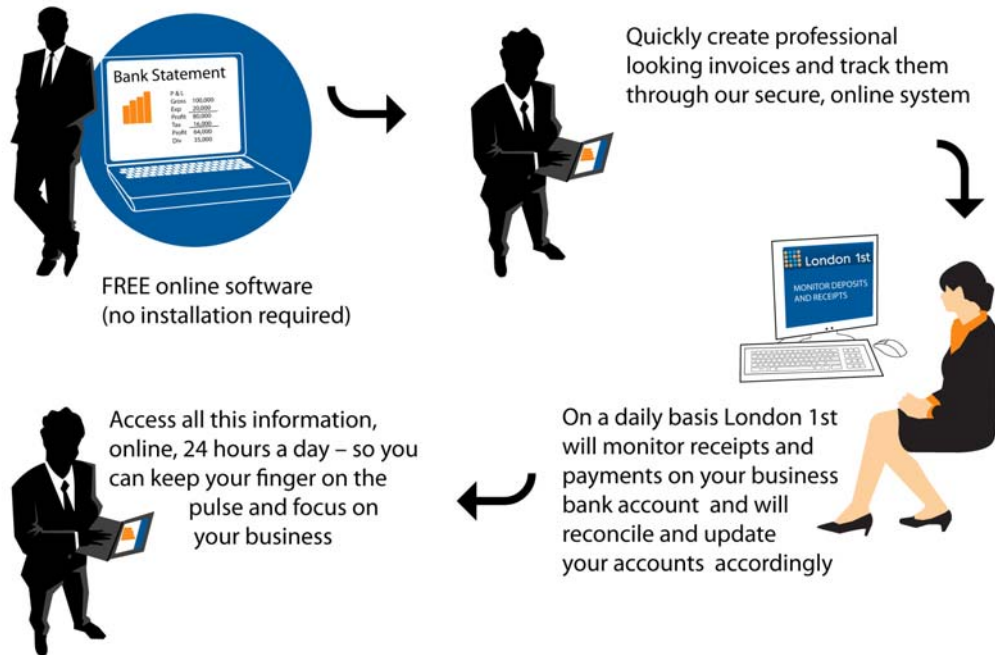 Bank Statement
P & L
Gross 100,000
Exp 20,000
Profit 80,000
Tax 16,000
Profit 64,000
Div 35,000
FREE online software
(no installation required)
Quickly create professional
looking invoices and track them
through our secure, online system
London 1st
MONITOR DEPOSITS
AND RECEIPTS
On a daily basis London 1st
will monitor receipts and
payments on your business
bank account and will
reconcile and update
your accounts accordingly
Access all this information,
online, 24 hours a day – so you
can keep your finger on the
pulse and focus on
your business